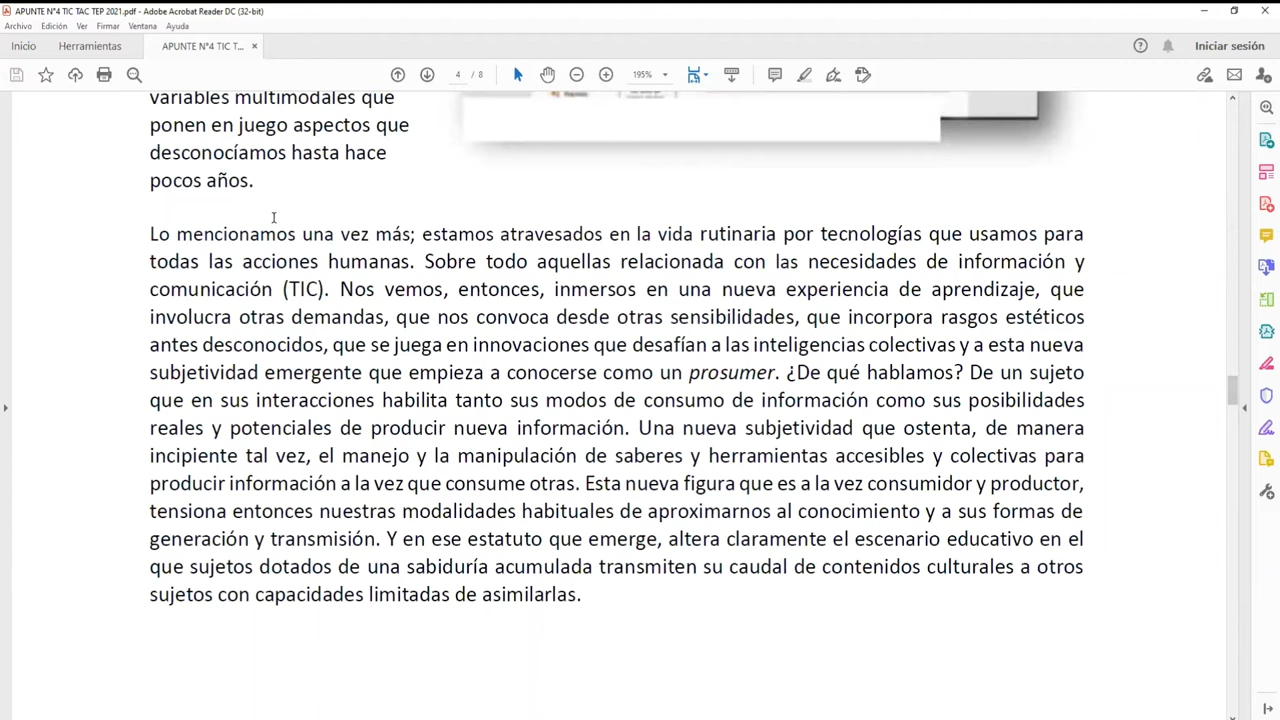 APUNTE N°4 TIC TAC TEP 2021.pdf - Adobe Acrobat Reader DC (32-bit)
Archivo Edición Ver Firmar Ventana Ayuda
Inicio Herramientas APUNTE N°4 TIC T... × Iniciar sesión
4 / 8 195%
variables multimodales que
ponen en juego aspectos que
desconocíamos hasta hace
pocos años.
Lo mencionamos una vez más; estamos atravesados en la vida rutinaria por tecnologías que usamos para
todas las acciones humanas. Sobre todo aquellas relacionada con las necesidades de información y
comunicación (TIC). Nos vemos, entonces, inmersos en una nueva experiencia de aprendizaje, que
involucra otras demandas, que nos convoca desde otras sensibilidades, que incorpora rasgos estéticos
antes desconocidos, que se juega en innovaciones que desafían a las inteligencias colectivas y a esta nueva
subjetividad emergente que empieza a conocerse como un prosumer. ¿De qué hablamos? De un sujeto
que en sus interacciones habilita tanto sus modos de consumo de información como sus posibilidades
reales y potenciales de producir nueva información. Una nueva subjetividad que ostenta, de manera
incipiente tal vez, el manejo y la manipulación de saberes y herramientas accesibles y colectivas para
producir información a la vez que consume otras. Esta nueva figura que es a la vez consumidor y productor,
tensiona entonces nuestras modalidades habituales de aproximarnos al conocimiento y a sus formas de
generación y transmisión. Y en ese estatuto que emerge, altera claramente el escenario educativo en el
que sujetos dotados de una sabiduría acumulada transmiten su caudal de contenidos culturales a otros
sujetos con capacidades limitadas de asimilarlas.